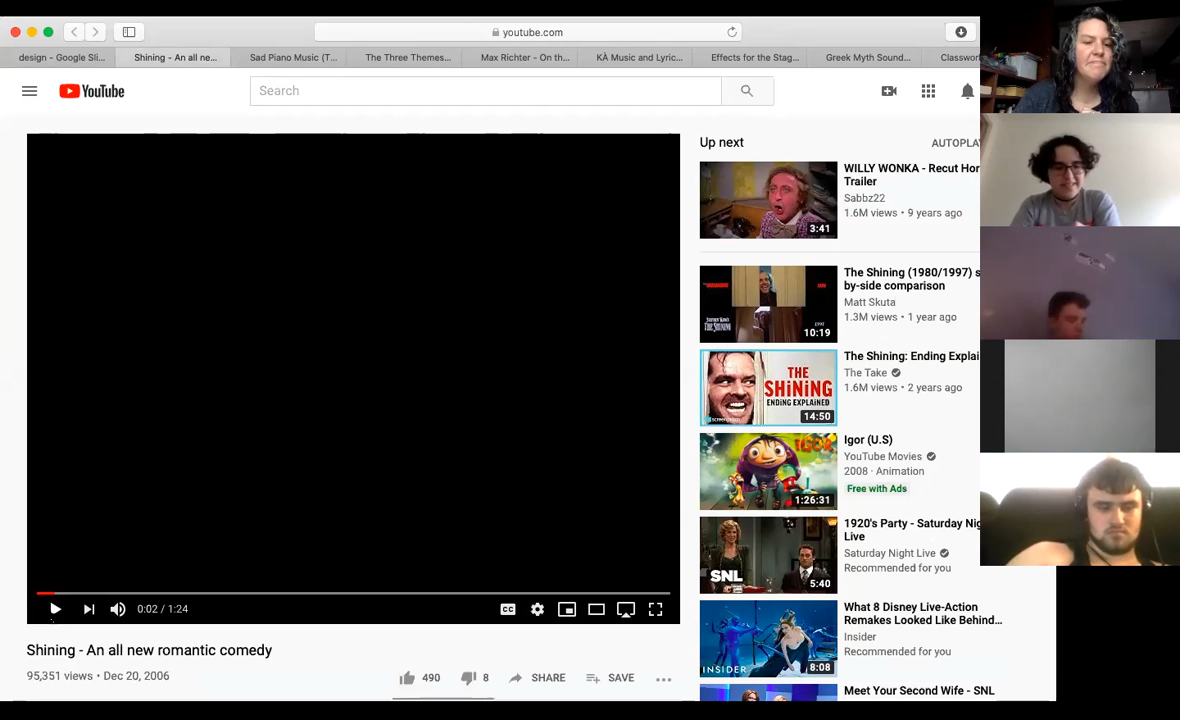 youtube.com
design - Google Sli...
Shining - An all ne...
Sad Piano Music (T...
The Three Themes...
Max Richter - On th...
KÀ Music and Lyric...
Effects for the Stag...
Greek Myth Sound...
Classwor
YouTube
Search
Up next
AUTOPLA
WILLY WONKA - Recut Hor
Trailer
Sabbz22
1.6M views • 9 years ago
3:41
The Shining (1980/1997) s
by-side comparison
Matt Skuta
1.3M views • 1 year ago
10:19
The Shining: Ending Explai
The Take
1.6M views • 2 years ago
THE
SHiNiNG
ENDING EXPLAINED
14:50
Igor (U.S)
YouTube Movies
2008 · Animation
Free with Ads
IGOR
1:26:31
1920's Party - Saturday Nig
Live
Saturday Night Live
Recommended for you
SNL
5:40
What 8 Disney Live-Action
Remakes Looked Like Behind...
Insider
Recommended for you
INSIDER
8:08
Meet Your Second Wife - SNL
0:02 / 1:24
CC
Shining - An all new romantic comedy
95,351 views • Dec 20, 2006
490
8
SHARE
SAVE